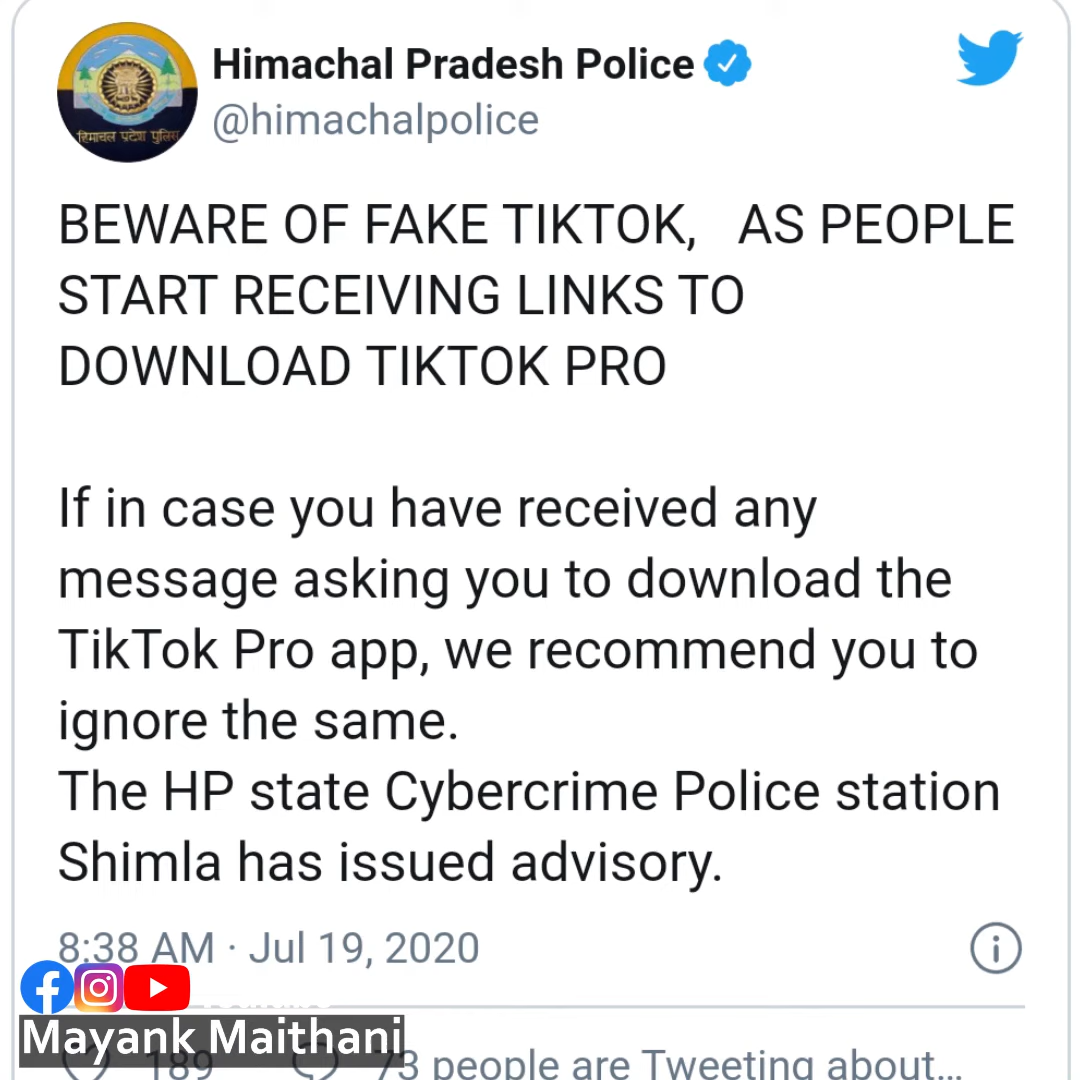 Himachal Pradesh Police
@himachalpolice
हिमाचल प्रदेश पुलिस
BEWARE OF FAKE TIKTOK, AS PEOPLE
START RECEIVING LINKS TO
DOWNLOAD TIKTOK PRO
If in case you have received any
message asking you to download the
TikTok Pro app, we recommend you to
ignore the same.
The HP state Cybercrime Police station
Shimla has issued advisory.
8:38 AM · Jul 19, 2020
Mayank Maithani
189 73 people are Tweeting about...